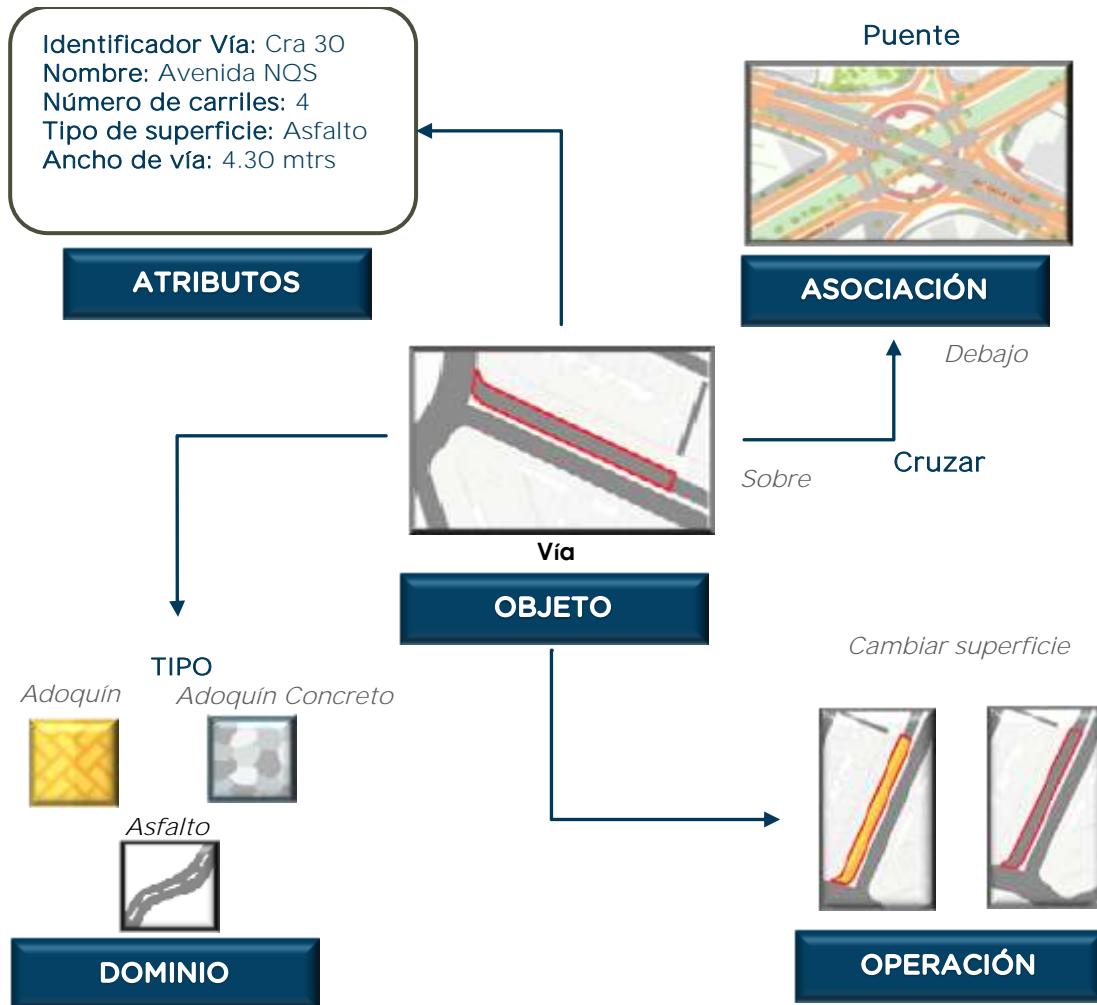 Identificador Vía: Cra 30
Nombre: Avenida NQS
Número de carriles: 4
Tipo de superficie: Asfalto
Ancho de vía: 4.30 mtrs
ATRIBUTOS
Puente
ASOCIACIÓN
Debajo
Cruzar
Sobre
Vía
OBJETO
TIPO
Adoquín
Adoquín Concreto
Asfalto
DOMINIO
Cambiar superficie
OPERACIÓN